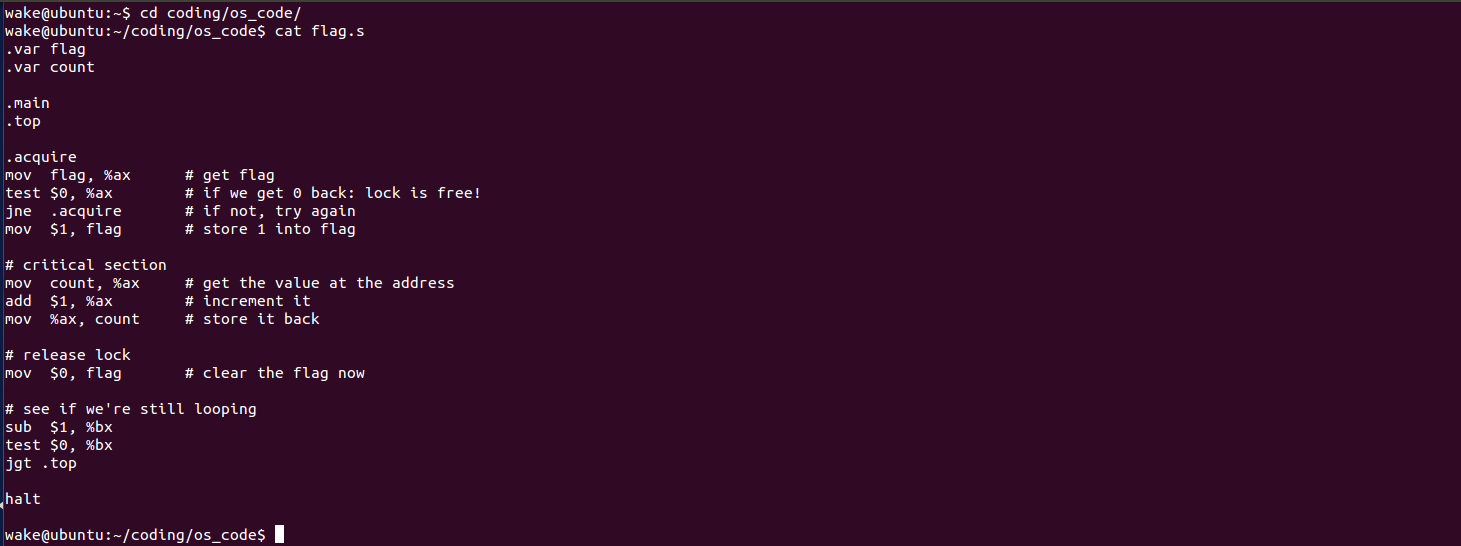 wake@ubuntu:~$ cd coding/os_code/
wake@ubuntu:~/coding/os_code$ cat flag.s
.var flag
.var count
.main
.top
.acquire
mov  flag, %ax      # get flag
test $0, %ax        # if we get 0 back: lock is free!
jne  .acquire       # if not, try again
mov  $1, flag       # store 1 into flag
# critical section
mov  count, %ax     # get the value at the address
add  $1, %ax        # increment it
mov  %ax, count     # store it back
# release lock
mov  $0, flag       # clear the flag now
# see if we're still looping
sub  $1, %bx
test $0, %bx
jgt .top
halt
wake@ubuntu:~/coding/os_code$